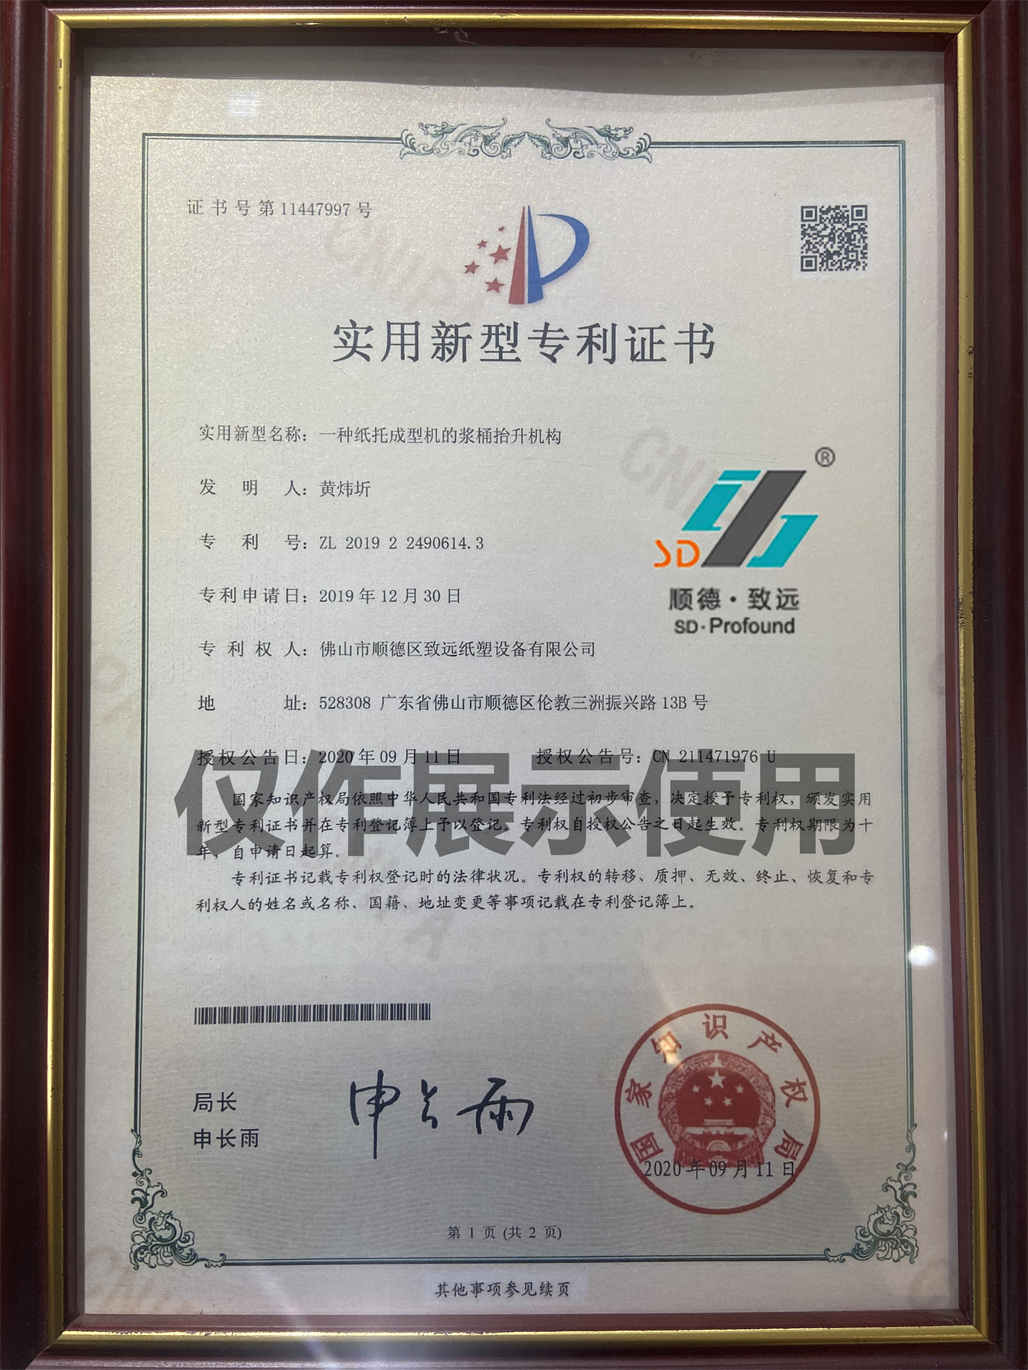 证书号第11447997号
实用新型专利证书
实用新型名称：一种纸托成型机的浆桶抬升机构
发 明 人：黄炜圻
专 利 号：ZL 2019 2 2490614.3
专利申请日：2019年12月30日
专 利 权 人：佛山市顺德区致远纸塑设备有限公司
地 址：528308 广东省佛山市顺德区伦教三洲振兴路13B号
授权公告日：2020年09月11日 授权公告号：CN 211471976 U
®
SD
顺德·致远
SD·Profound
仅作展示使用
国家知识产权局依照中华人民共和国专利法经过初步审查，决定授予专利权，颁发实用
新型专利证书并在专利登记簿上予以登记。专利权自授权公告之日起生效。专利权期限为十
年，自申请日起算。
专利证书记载专利权登记时的法律状况。专利权的转移、质押、无效、终止、恢复和专
利权人的姓名或名称、国籍、地址变更等事项记载在专利登记簿上。
局长
申长雨
申长雨
国家知识产权局
2020年09月11日
第 1 页 (共 2 页)
其他事项参见续页